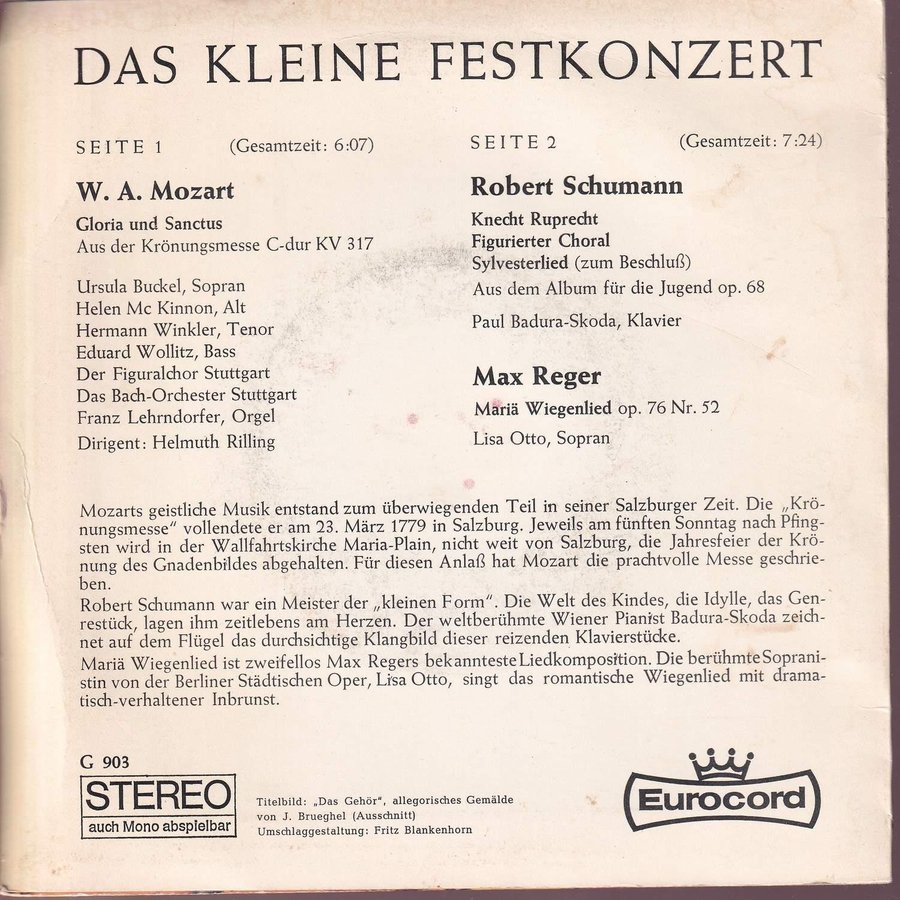 DAS KLEINE FESTKONZERT
SEITE 1 (Gesamtzeit: 6:07)
W. A. Mozart
Gloria und Sanctus
Aus der Krönungsmesse C-dur KV 317
Ursula Buckel, Sopran
Helen Mc Kinnon, Alt
Hermann Winkler, Tenor
Eduard Wollitz, Bass
Der Figuralchor Stuttgart
Das Bach-Orchester Stuttgart
Franz Lehrndorfer, Orgel
Dirigent: Helmuth Rilling
SEITE 2 (Gesamtzeit: 7:24)
Robert Schumann
Knecht Ruprecht
Figurierter Choral
Sylvesterlied (zum Beschluß)
Aus dem Album für die Jugend op. 68
Paul Badura-Skoda, Klavier
Max Reger
Mariä Wiegenlied op. 76 Nr. 52
Lisa Otto, Sopran
Mozarts geistliche Musik entstand zum überwiegenden Teil in seiner Salzburger Zeit. Die „Krö-
nungsmesse“ vollendete er am 23. März 1779 in Salzburg. Jeweils am fünften Sonntag nach Pfing-
sten wird in der Wallfahrtskirche Maria-Plain, nicht weit von Salzburg, die Jahresfeier der Krö-
nung des Gnadenbildes abgehalten. Für diesen Anlaß hat Mozart die prachtvolle Messe geschrie-
ben.
Robert Schumann war ein Meister der „kleinen Form“. Die Welt des Kindes, die Idylle, das Gen-
restück, lagen ihm zeitlebens am Herzen. Der weltberühmte Wiener Pianist Badura-Skoda zeich-
net auf dem Flügel das durchsichtige Klangbild dieser reizenden Klavierstücke.
Mariä Wiegenlied ist zweifellos Max Regers bekannteste Liedkomposition. Die berühmte Soprani-
stin von der Berliner Städtischen Oper, Lisa Otto, singt das romantische Wiegenlied mit drama-
tisch-verhaltener Inbrunst.
G 903
STEREO
auch Mono abspielbar
Titelbild: „Das Gehör“, allegorisches Gemälde
von J. Brueghel (Ausschnitt)
Umschlaggestaltung: Fritz Blankenhorn
Eurocord